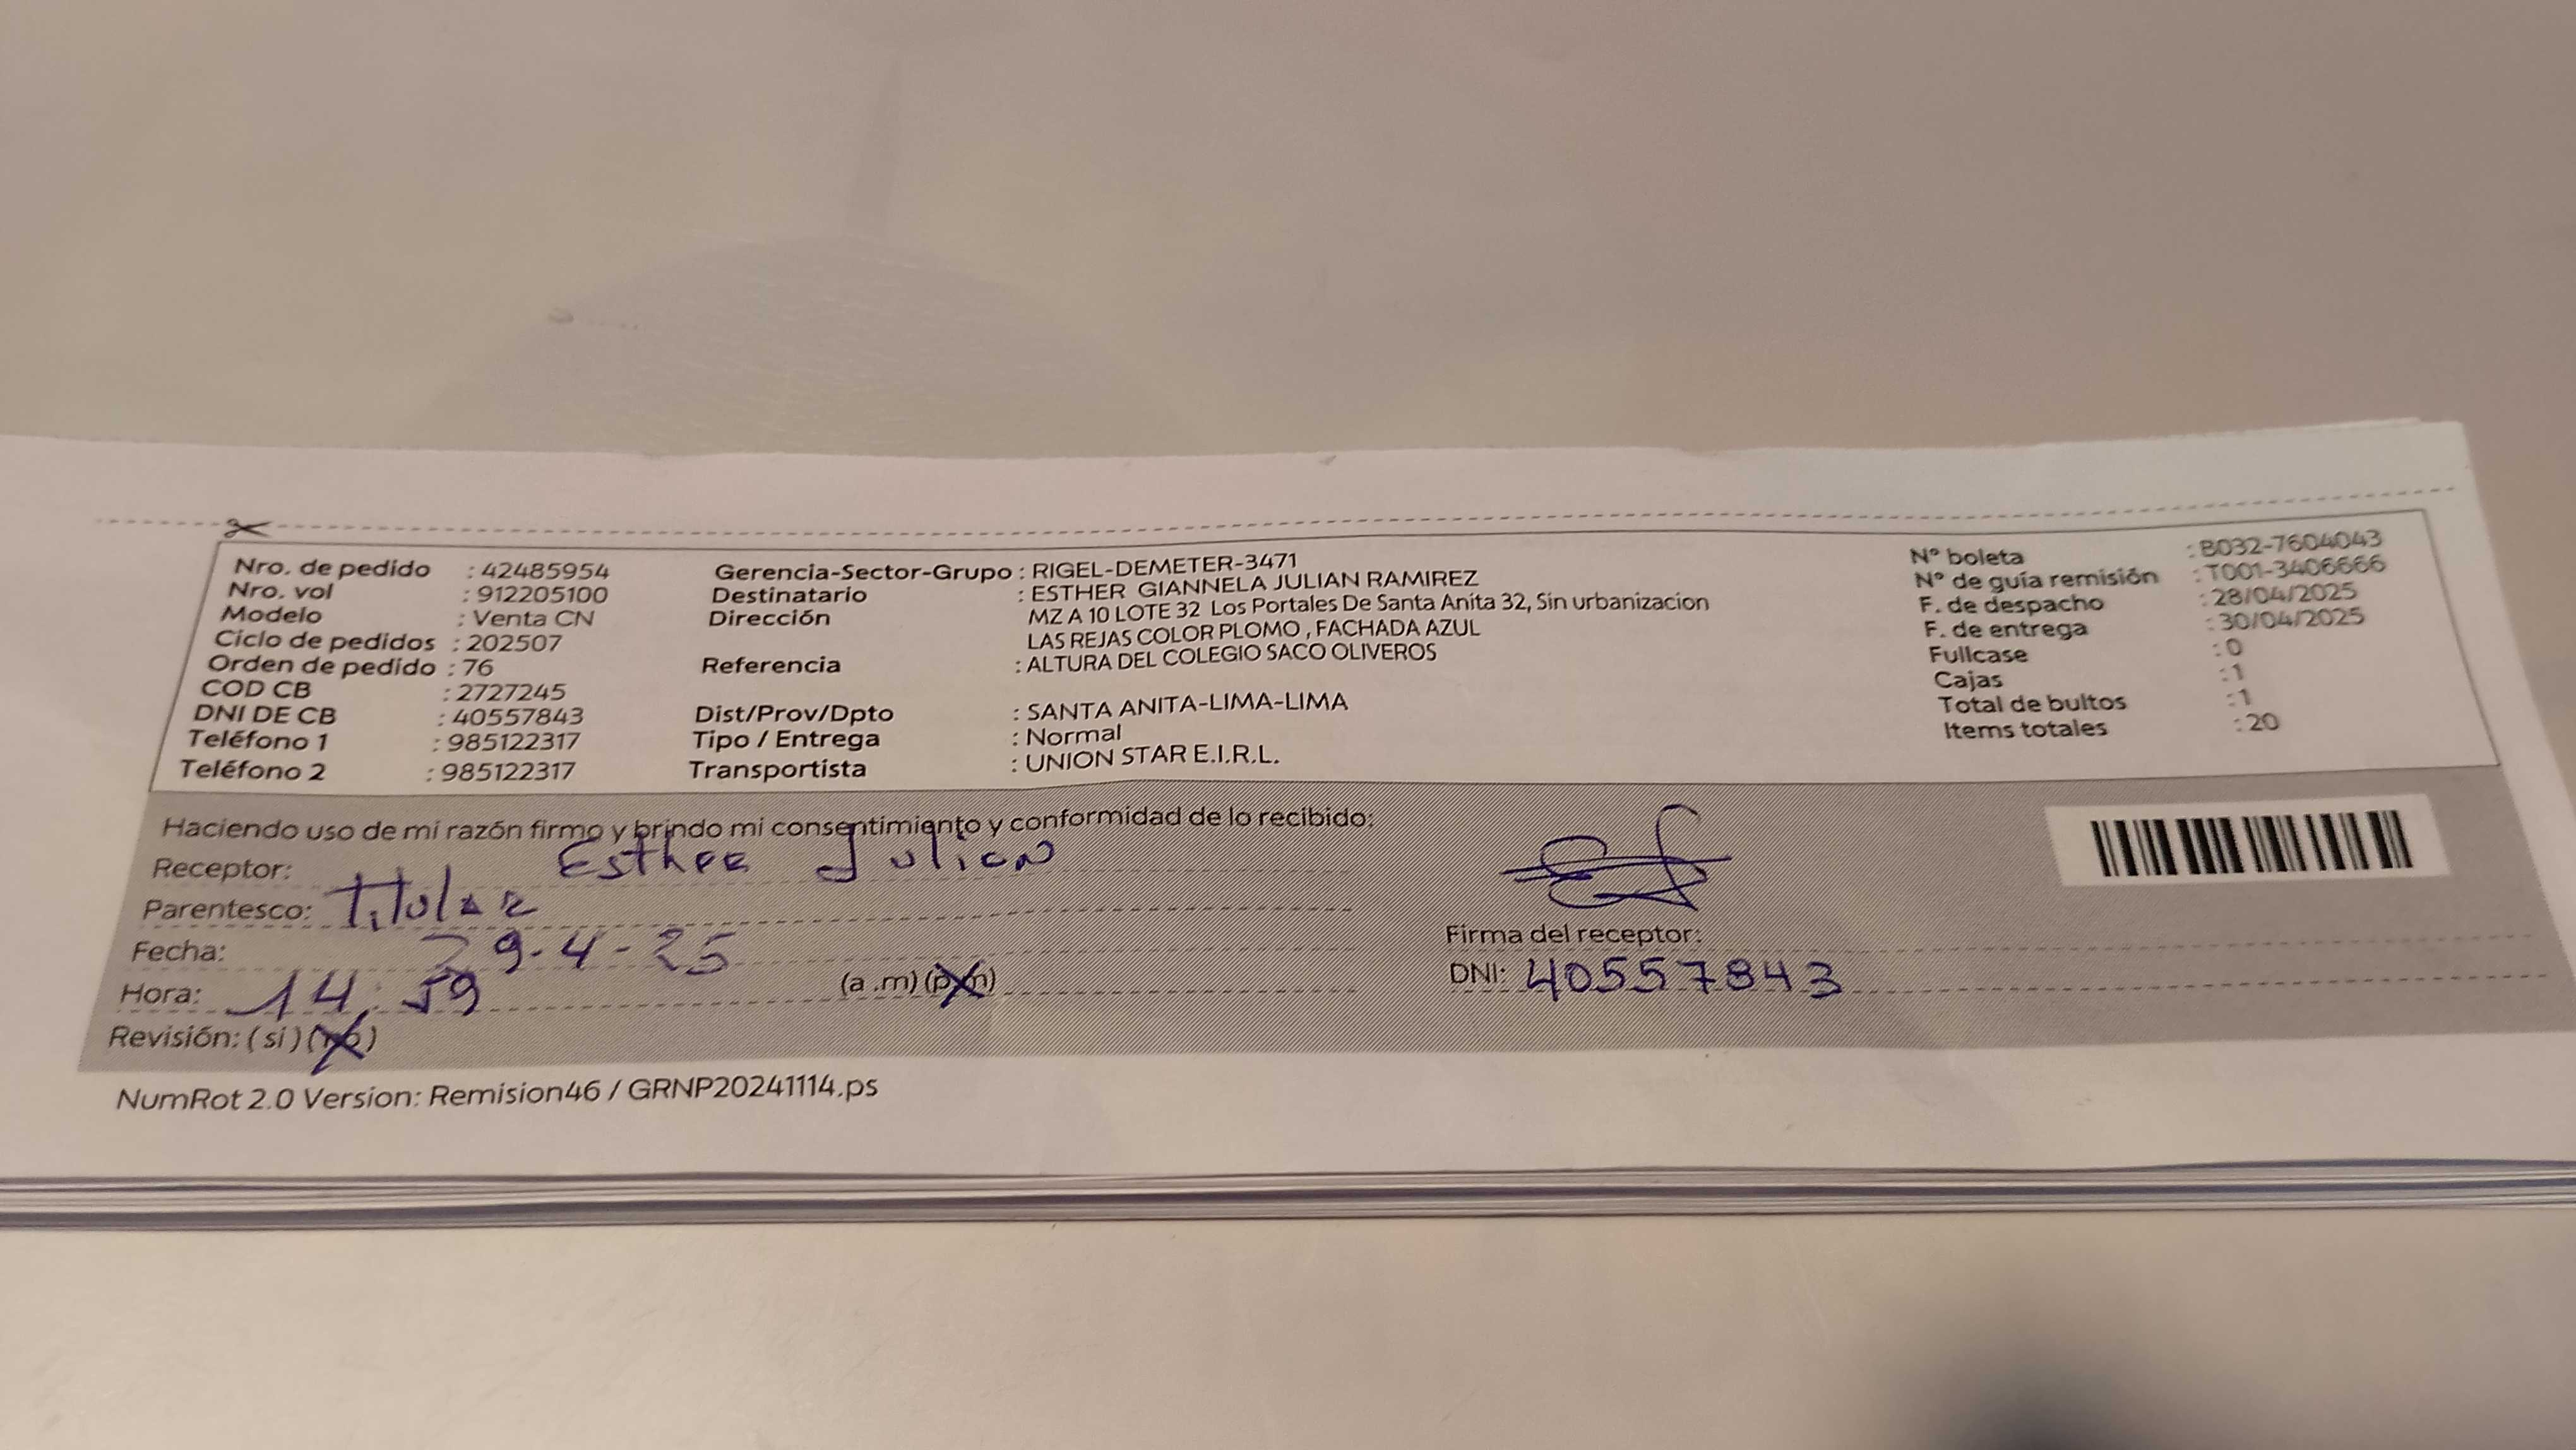 Nro. de pedido : 42485954
Nro. vol : 912205100
Modelo : Venta CN
Ciclo de pedidos : 202507
Orden de pedido : 76
COD CB : 2727245
DNI DE CB : 40557843
Teléfono 1 : 985122317
Teléfono 2 : 985122317
Gerencia-Sector-Grupo : RIGEL-DEMETER-3471
Destinatario : ESTHER GIANNELA JULIAN RAMIREZ
Dirección MZ A 10 LOTE 32 Los Portales De Santa Anita 32, Sin urbanizacion
LAS REJAS COLOR PLOMO , FACHADA AZUL
Referencia : ALTURA DEL COLEGIO SACO OLIVEROS
Dist/Prov/Dpto : SANTA ANITA-LIMA-LIMA
Tipo / Entrega : Normal
Transportista : UNION STAR E.I.R.L.
N° boleta : B032-7604043
N° de guía remisión : T001-3406666
F. de despacho : 28/04/2025
F. de entrega : 30/04/2025
Fullcase : 0
Cajas : 1
Total de bultos : 1
Items totales : 20
Haciendo uso de mi razón firmo y brindo mi consentimiento y conformidad de lo recibido:
Receptor: Esther Julian
Parentesco: Titular
Fecha: 29-4-25
Hora: 14:59 (a .m) (p.m)
Revisión: ( si ) (no)
Firma del receptor:
DNI: 40557843
NumRot 2.0 Version: Remision46 / GRNP20241114.ps